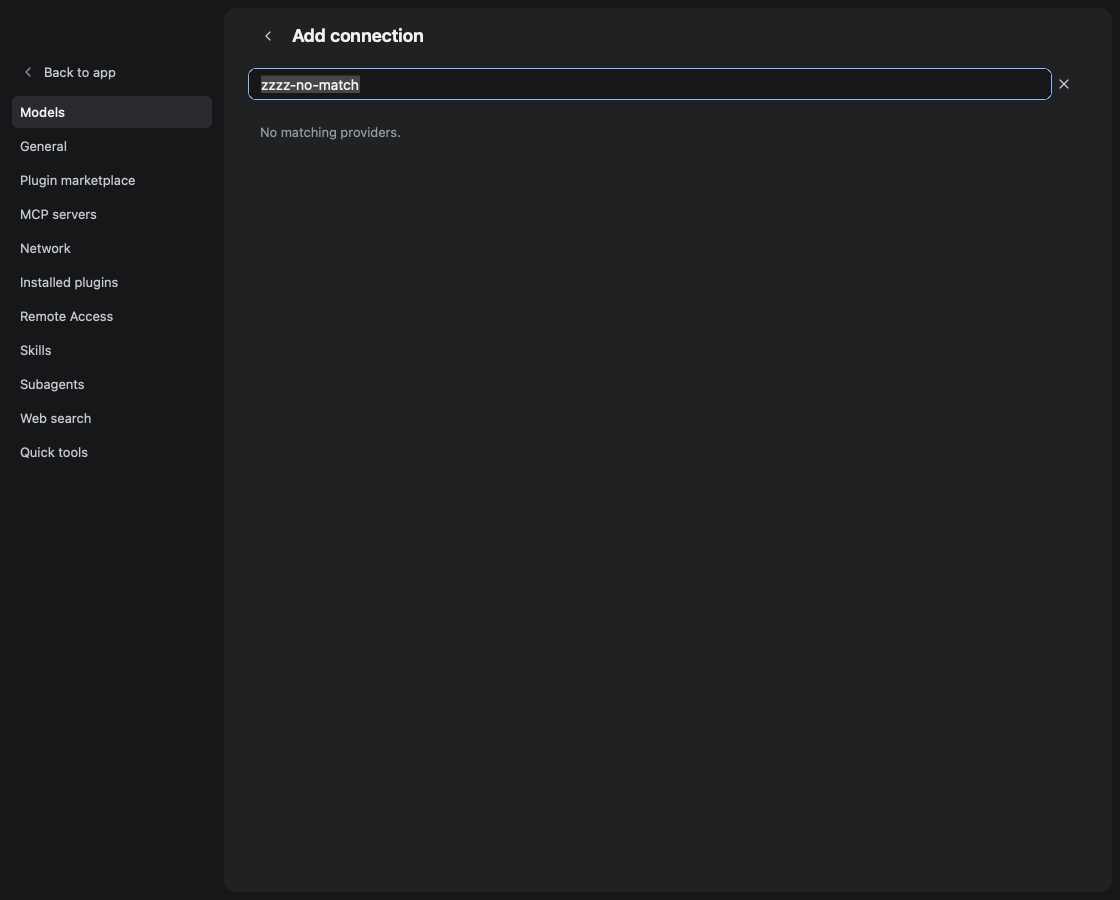 Add connection
Back to app
zzzz-no-match
Models
No matching providers.
General
Plugin marketplace
MCP servers
Network
Installed plugins
Remote Access
Skills
Subagents
Web search
Quick tools